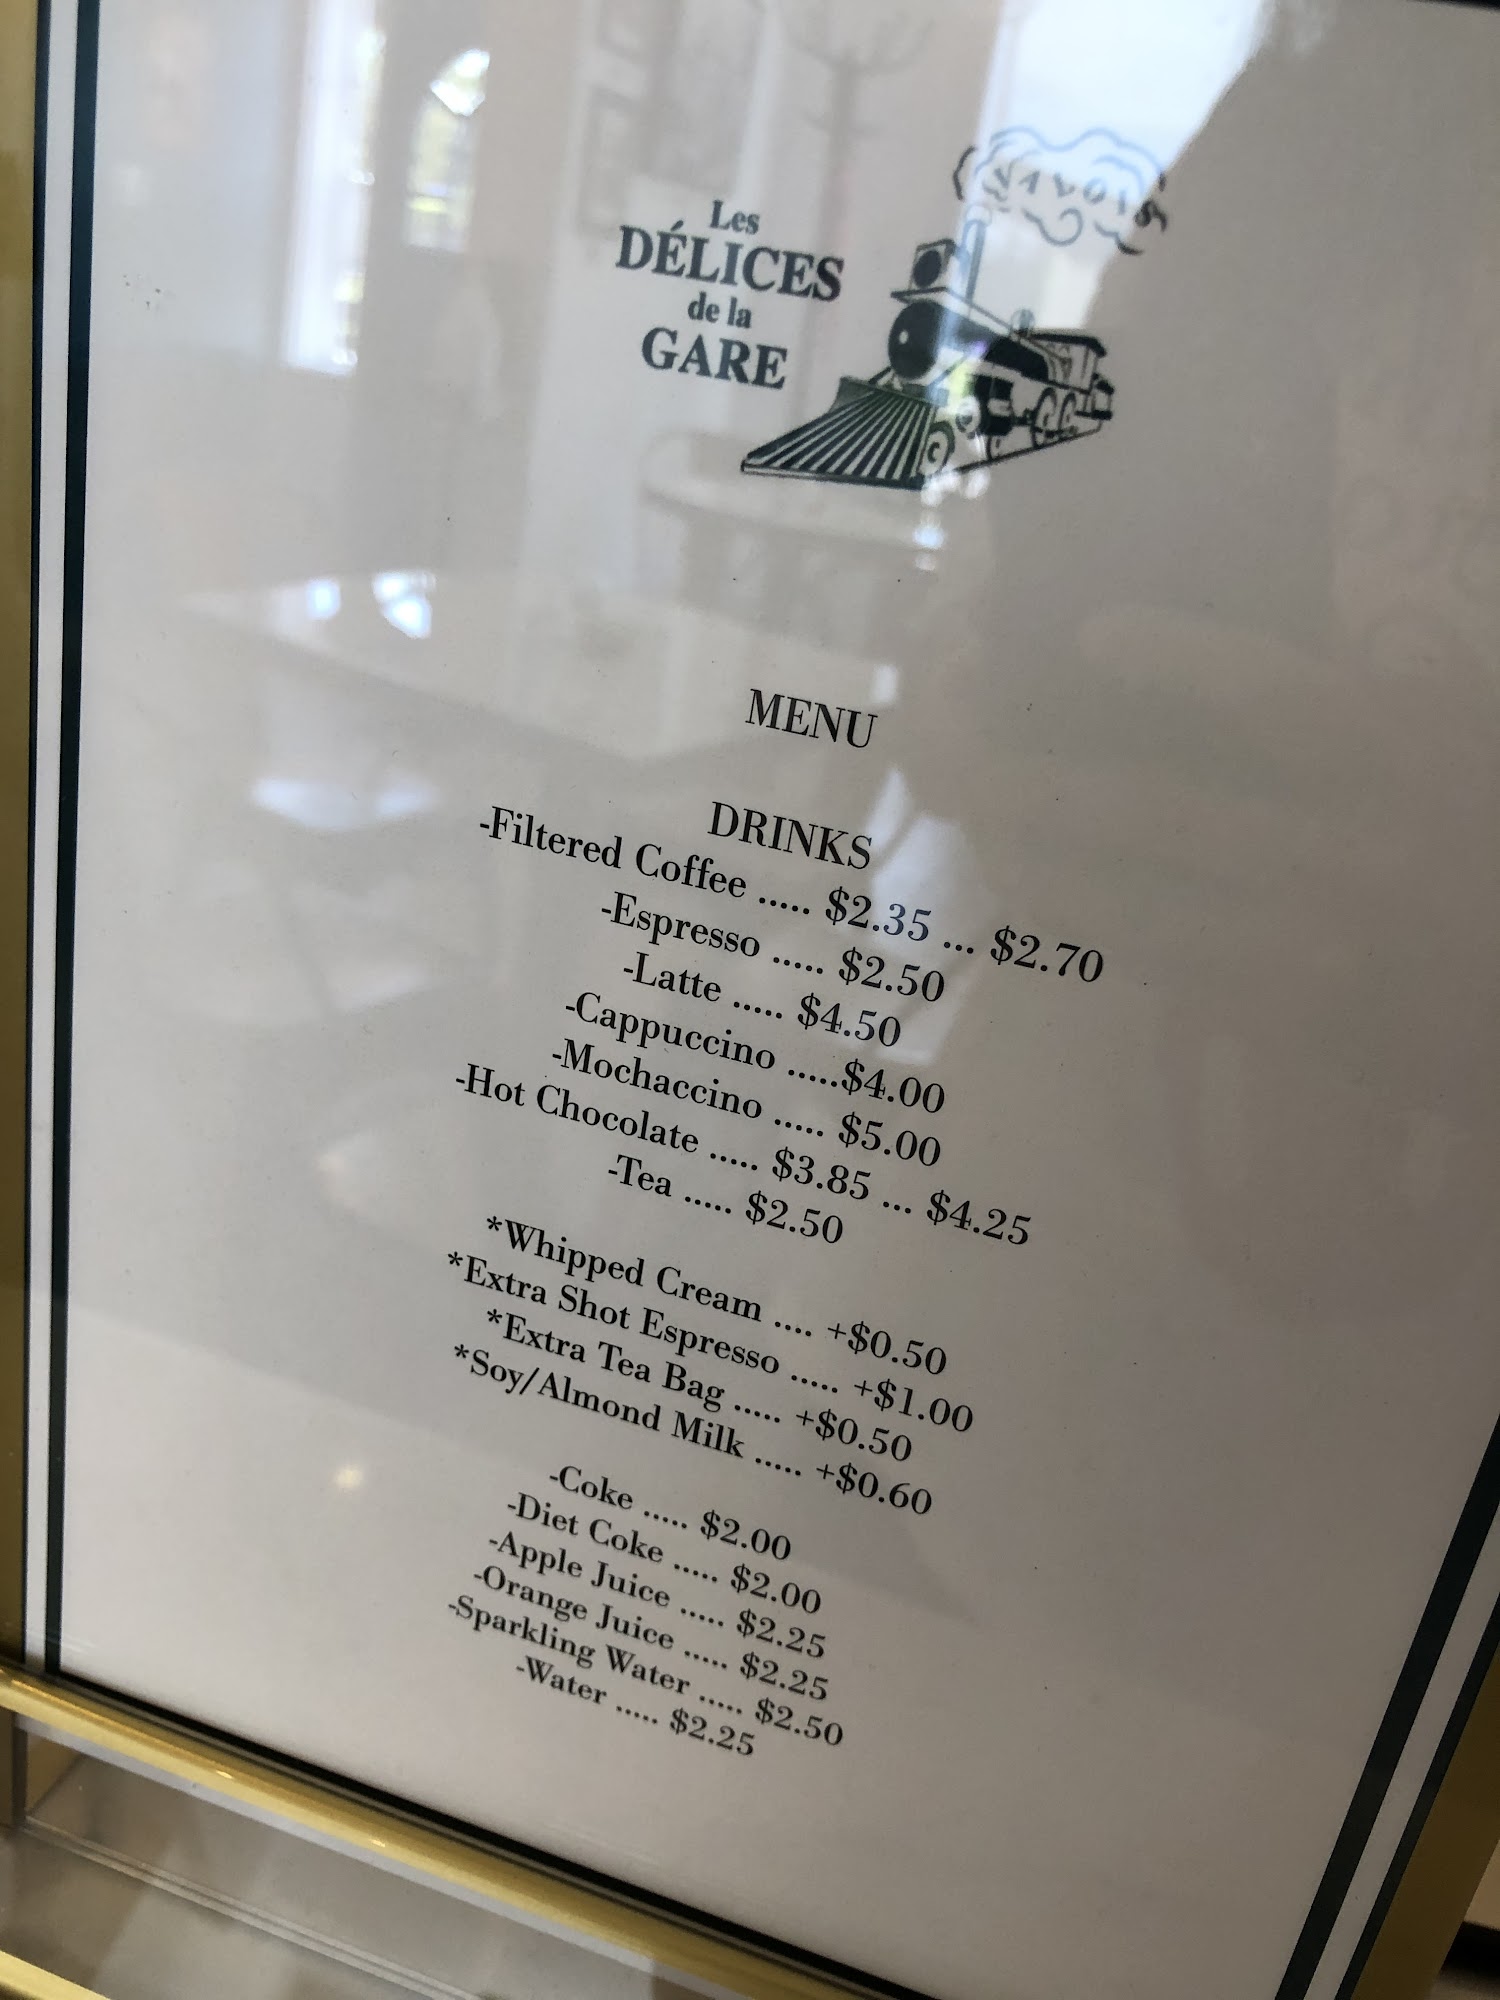 VALOIS
Les
DÉLICES
de la
GARE
MENU
DRINKS
-Filtered Coffee ..... $2.35 ... $2.70
-Espresso ..... $2.50
-Latte ..... $4.50
-Cappuccino .....$4.00
-Mochaccino ..... $5.00
-Hot Chocolate ..... $3.85 ... $4.25
-Tea ..... $2.50
*Whipped Cream .... +$0.50
*Extra Shot Espresso ..... +$1.00
*Extra Tea Bag ..... +$0.50
*Soy/Almond Milk ..... +$0.60
-Coke ..... $2.00
-Diet Coke ..... $2.00
-Apple Juice ..... $2.25
-Orange Juice ..... $2.25
-Sparkling Water ..... $2.50
-Water ..... $2.25